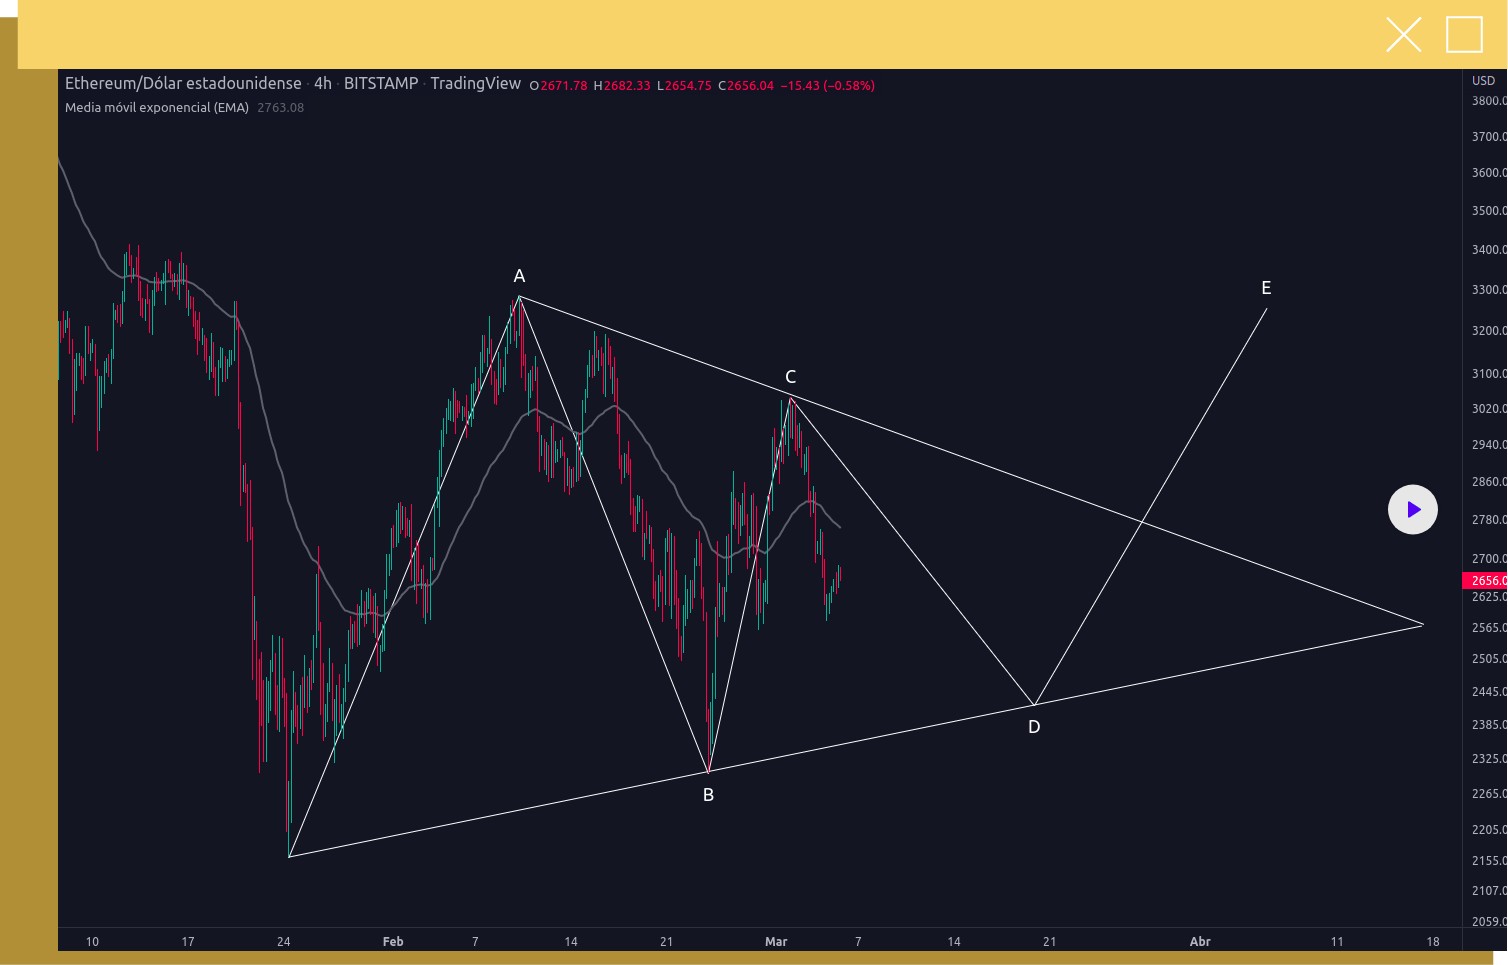 Ethereum/Dólar estadounidense · 4h · BITSTAMP · TradingView O2671.78 H2682.33 L2654.75 C2656.04 −15.43 (−0.58%)
Media móvil exponencial (EMA) 2763.08
USD
3800.0
3700.0
3600.0
3500.0
3400.0
3300.0
3200.0
3100.0
3020.0
2940.0
2860.0
2780.0
2700.0
2656.0
2625.0
2565.0
2505.0
2445.0
2385.0
2325.0
2265.0
2205.0
2155.0
2107.0
2059.0
A
E
C
D
B
10 17 24 Feb 7 14 21 Mar 7 14 21 Abr 11 18